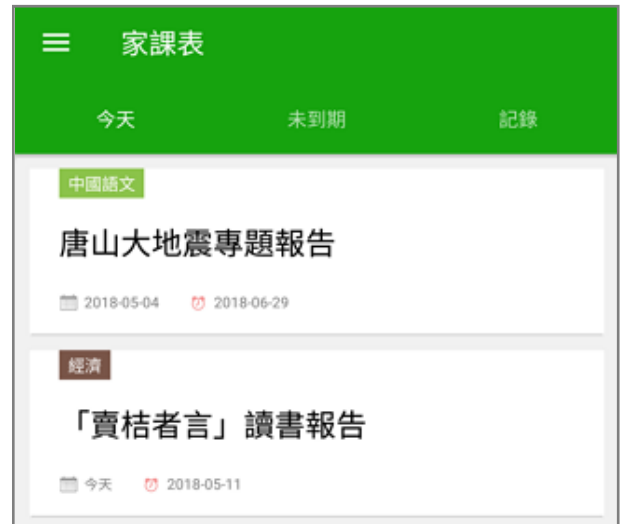 家課表
今天 未到期 記錄
中國語文
唐山大地震專題報告
2018-05-04 2018-06-29
經濟
「賣桔者言」讀書報告
今天 2018-05-11